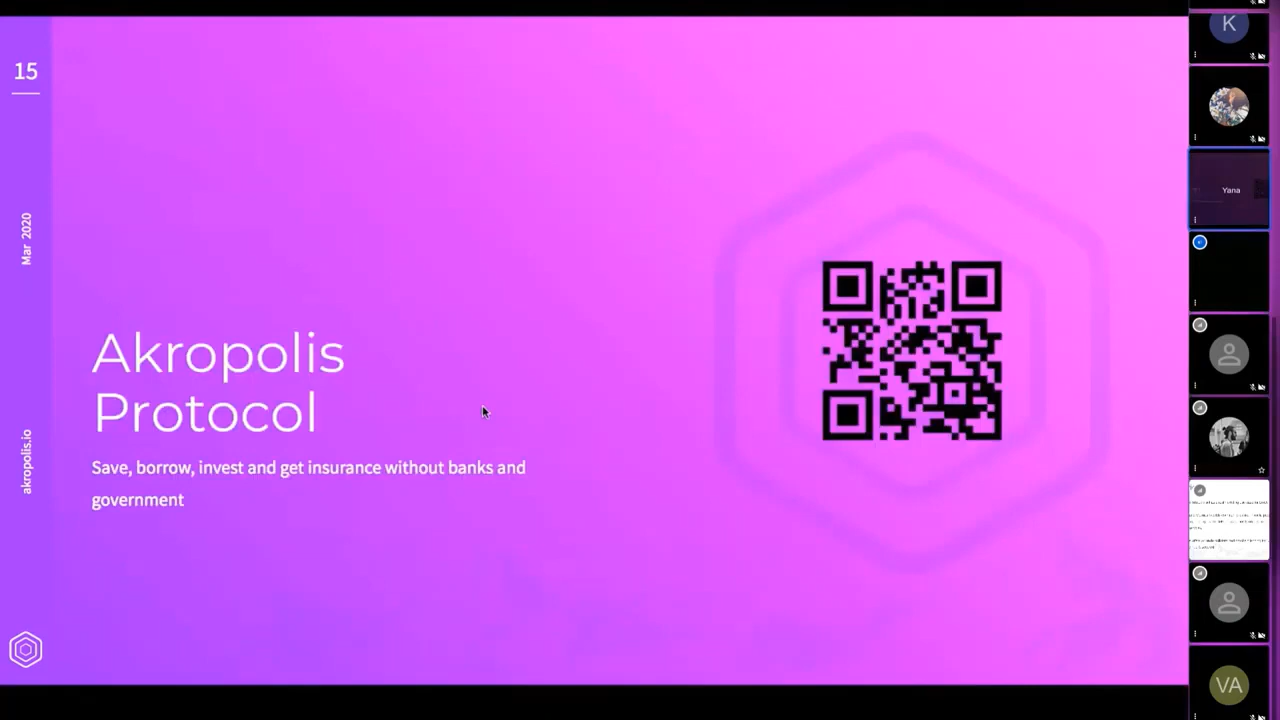 15
Mar 2020
akropolis.io
Akropolis
Protocol
Save, borrow, invest and get insurance without banks and
government
K
Yana
VA